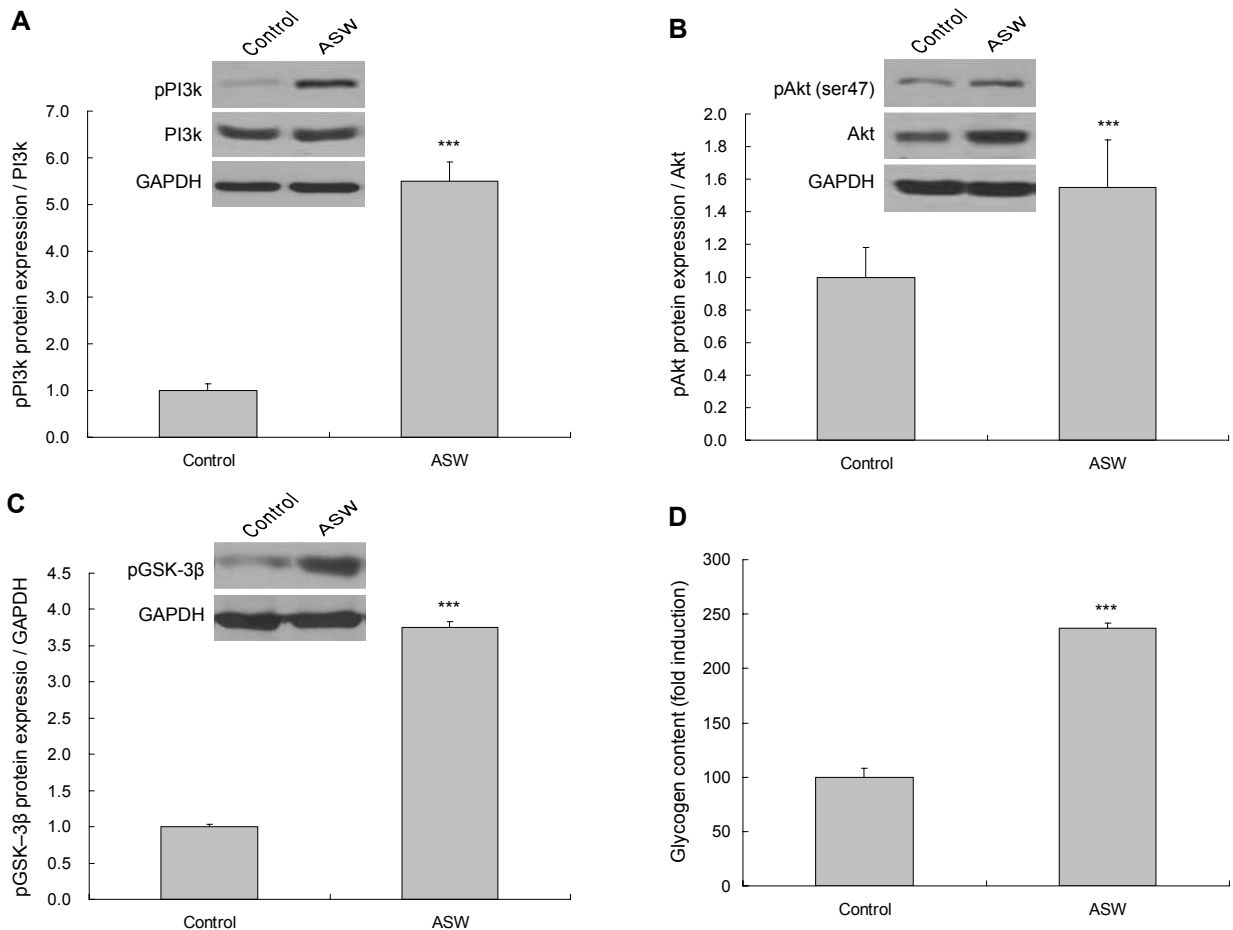 A
Control ASW
pPI3k
PI3k
GAPDH
pPI3k protein expression / PI3k
7.0
6.0
5.0
4.0
3.0
2.0
1.0
0.0
***
Control ASW
B
Control ASW
pAkt (ser47)
Akt
GAPDH
pAkt protein expression / Akt
2.0
1.8
1.6
1.4
1.2
1.0
0.8
0.6
0.4
0.2
0.0
***
Control ASW
C
Control ASW
pGSK-3β
GAPDH
pGSK–3β protein expressio / GAPDH
4.5
4.0
3.5
3.0
2.5
2.0
1.5
1.0
0.5
0.0
***
Control ASW
D
Glycogen content (fold induction)
300
250
200
150
100
50
0
***
Control ASW